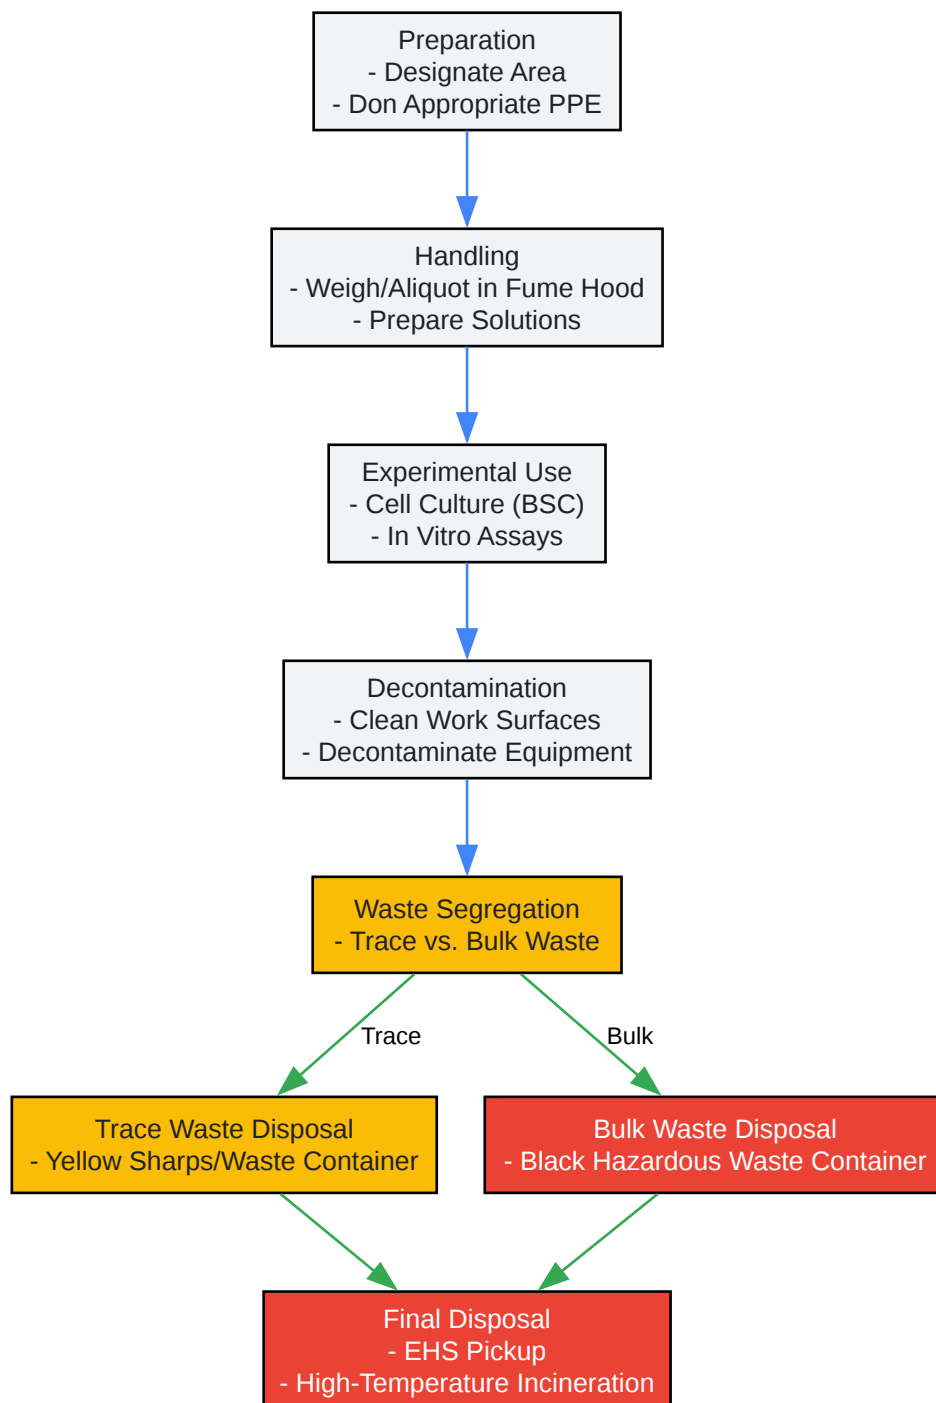 Preparation
- Designate Area
- Don Appropriate PPE
Handling
- Weigh/Aliquot in Fume Hood
- Prepare Solutions
Experimental Use
- Cell Culture (BSC)
- In Vitro Assays
Decontamination
- Clean Work Surfaces
- Decontaminate Equipment
Waste Segregation
- Trace vs. Bulk Waste
Trace
Bulk
Trace Waste Disposal
- Yellow Sharps/Waste Container
Bulk Waste Disposal
- Black Hazardous Waste Container
Final Disposal
- EHS Pickup
- High-Temperature Incineration